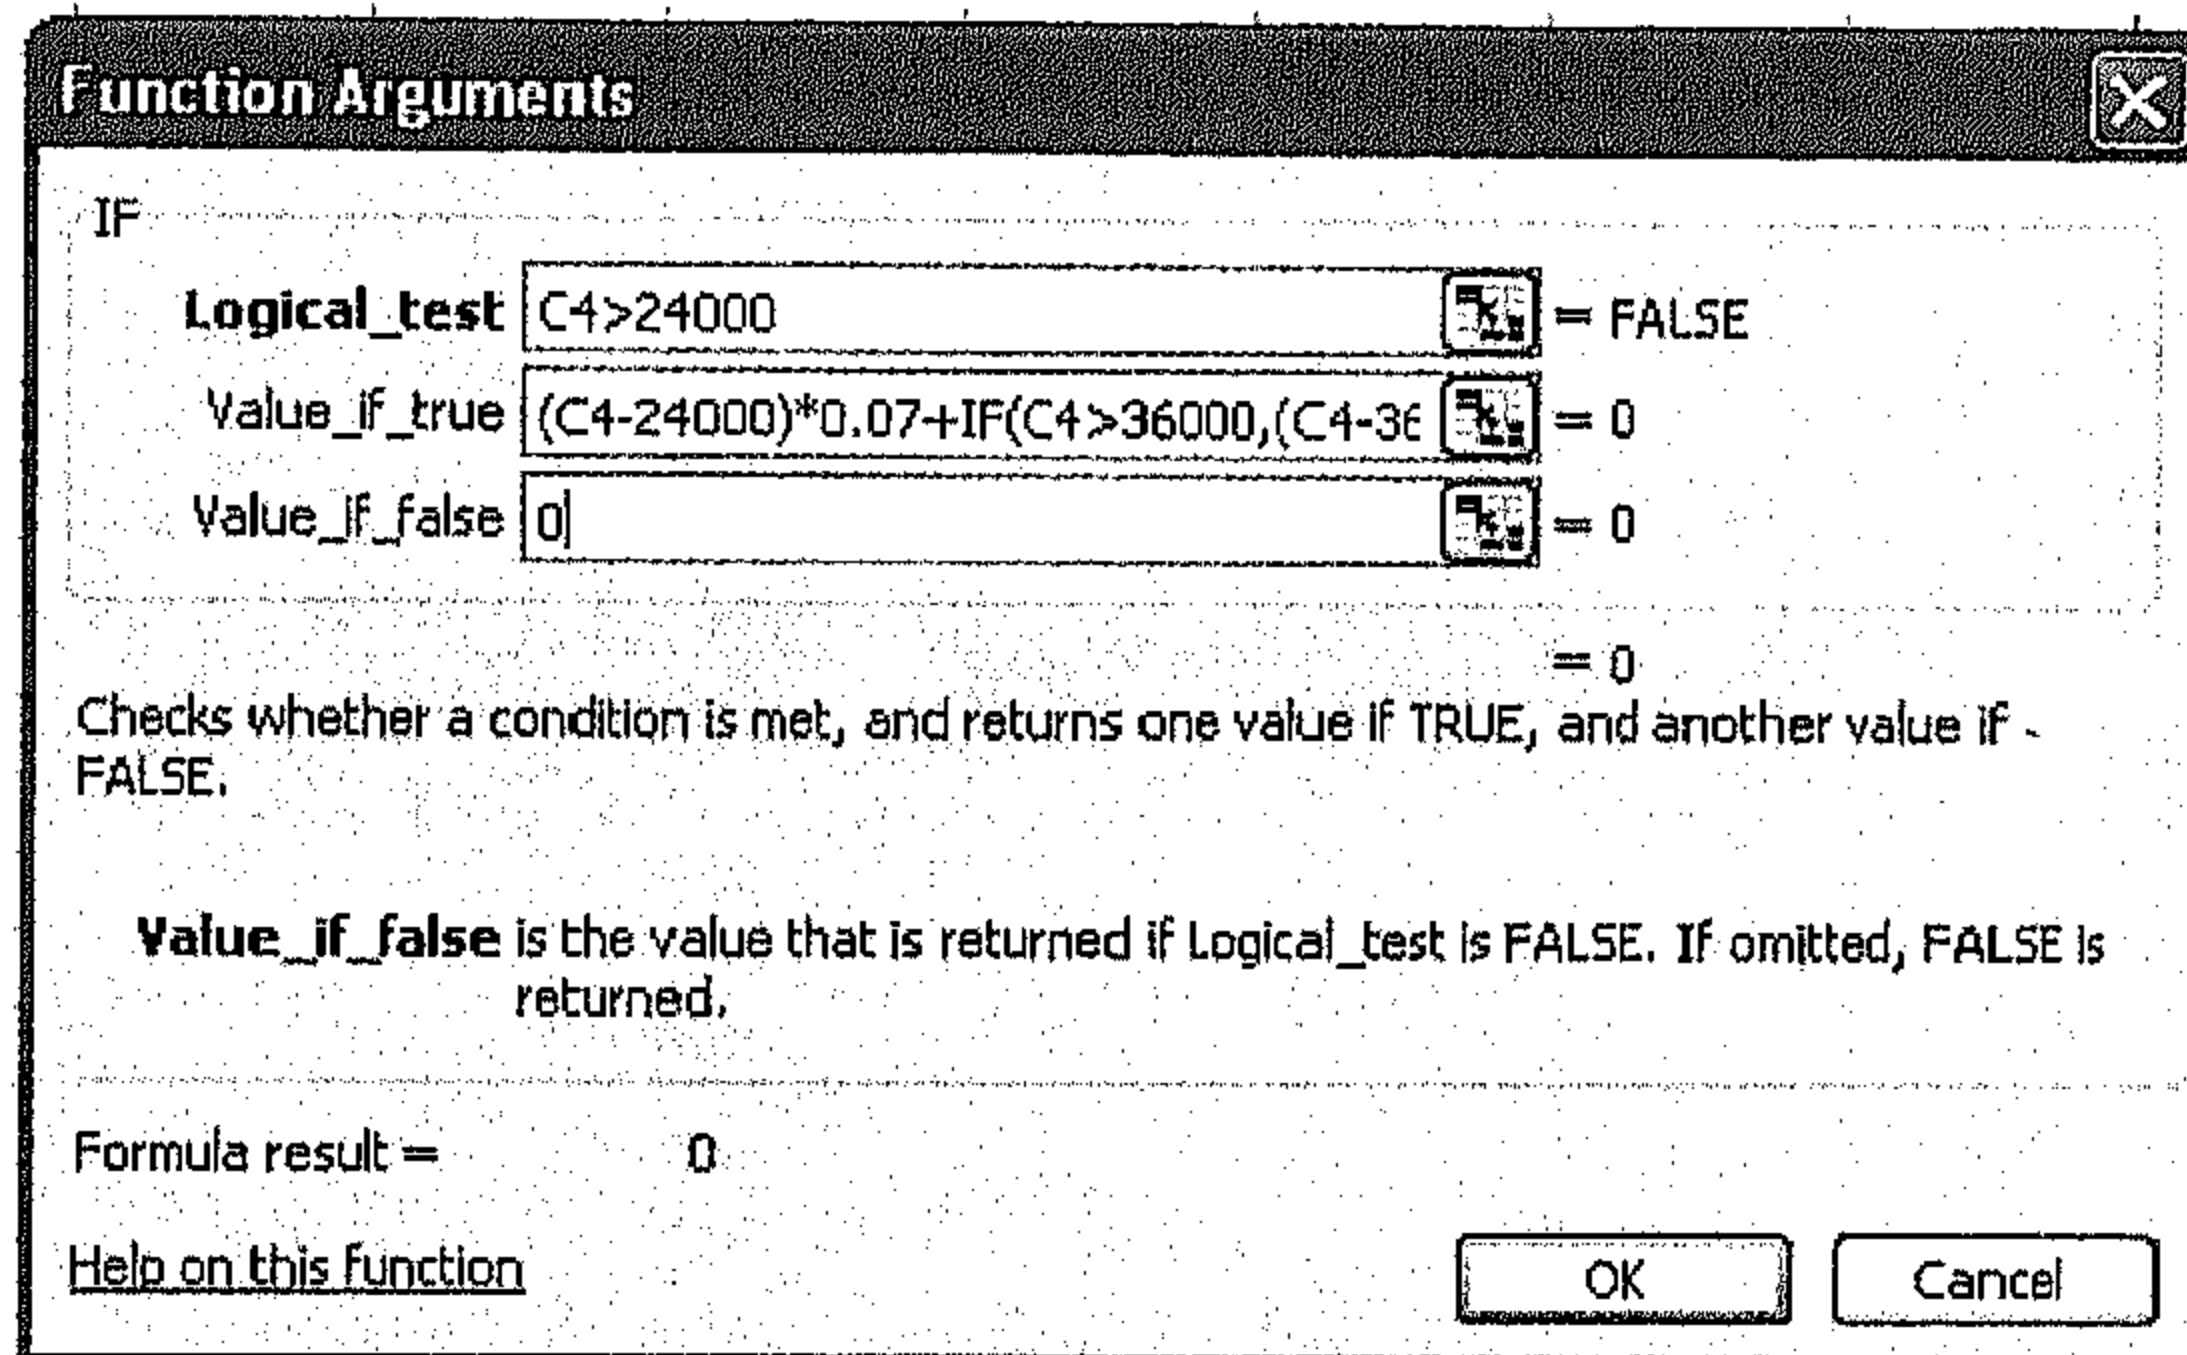 Function Arguments
IF
Logical_test C4>24000 = FALSE
Value_if_true (C4-24000)*0.07+IF(C4>36000,(C4-36 = 0
Value_if_false 0 = 0
= 0
Checks whether a condition is met, and returns one value if TRUE, and another value if
FALSE.
Value_if_false is the value that is returned if Logical_test is FALSE. If omitted, FALSE is
returned.
Formula result = 0
Help on this function
OK Cancel